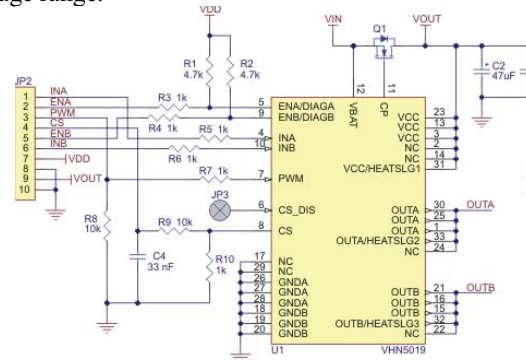 age range.
VDD
VIN
VOUT
Q1
R1
4.7k
R2
4.7k
C2
47uF
JP2
1 INA
2 ENA
3 PWM
4 CS
5 ENB
6 INB
7 VDD
8
9 VOUT
10
R3 1k
R4 1k
R5 1k
R6 1k
R7 1k
JP3
R8
10k
R9 10k
C4
33 nF
R10
1k
12
11
VBAT
CP
5 ENA/DIAGA
9 ENB/DIAGB
4 INA
10 INB
7 PWM
6 CS_DIS
8 CS
17 NC
29 NC
26 GNDA
27 GNDA
28 GNDA
18 GNDB
19 GNDB
20 GNDB
VCC 23
VCC 13
VCC 3
NC 2
NC 14
VCC/HEATSLG1 31
OUTA 30 OUTA
OUTA 25
OUTA 1
OUTA/HEATSLG2 33
NC 24
OUTB 21 OUTB
OUTB 16
OUTB 15
OUTB/HEATSLG3 32
NC 22
U1
VHN5019